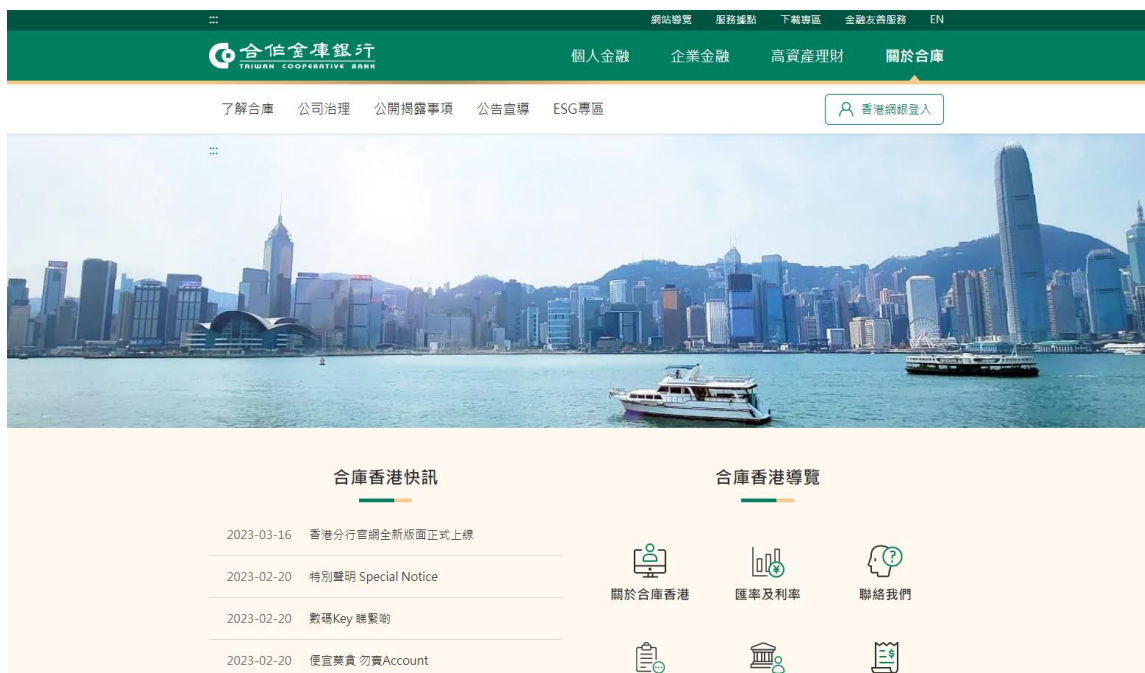 :::
網站導覽 服務據點 下載專區 金融友善服務 EN
合作金庫銀行
TAIWAN COOPERATIVE BANK
個人金融 企業金融 高資產理財 關於合庫
了解合庫 公司治理 公開揭露事項 公告宣導 ESG專區
香港網銀登入
:::
合庫香港快訊
2023-03-16 香港分行官網全新版面正式上線
2023-02-20 特別聲明 Special Notice
2023-02-20 數碼Key 睇緊啲
2023-02-20 便宜莫貪 勿賣Account
合庫香港導覽
關於合庫香港 匯率及利率 聯絡我們